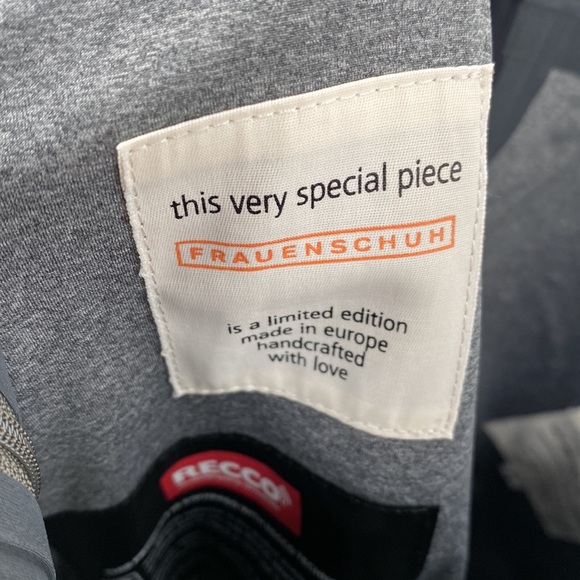 this very special piece
FRAUENSCHUH
is a limited edition
made in europe
handcrafted
with love
RECCO